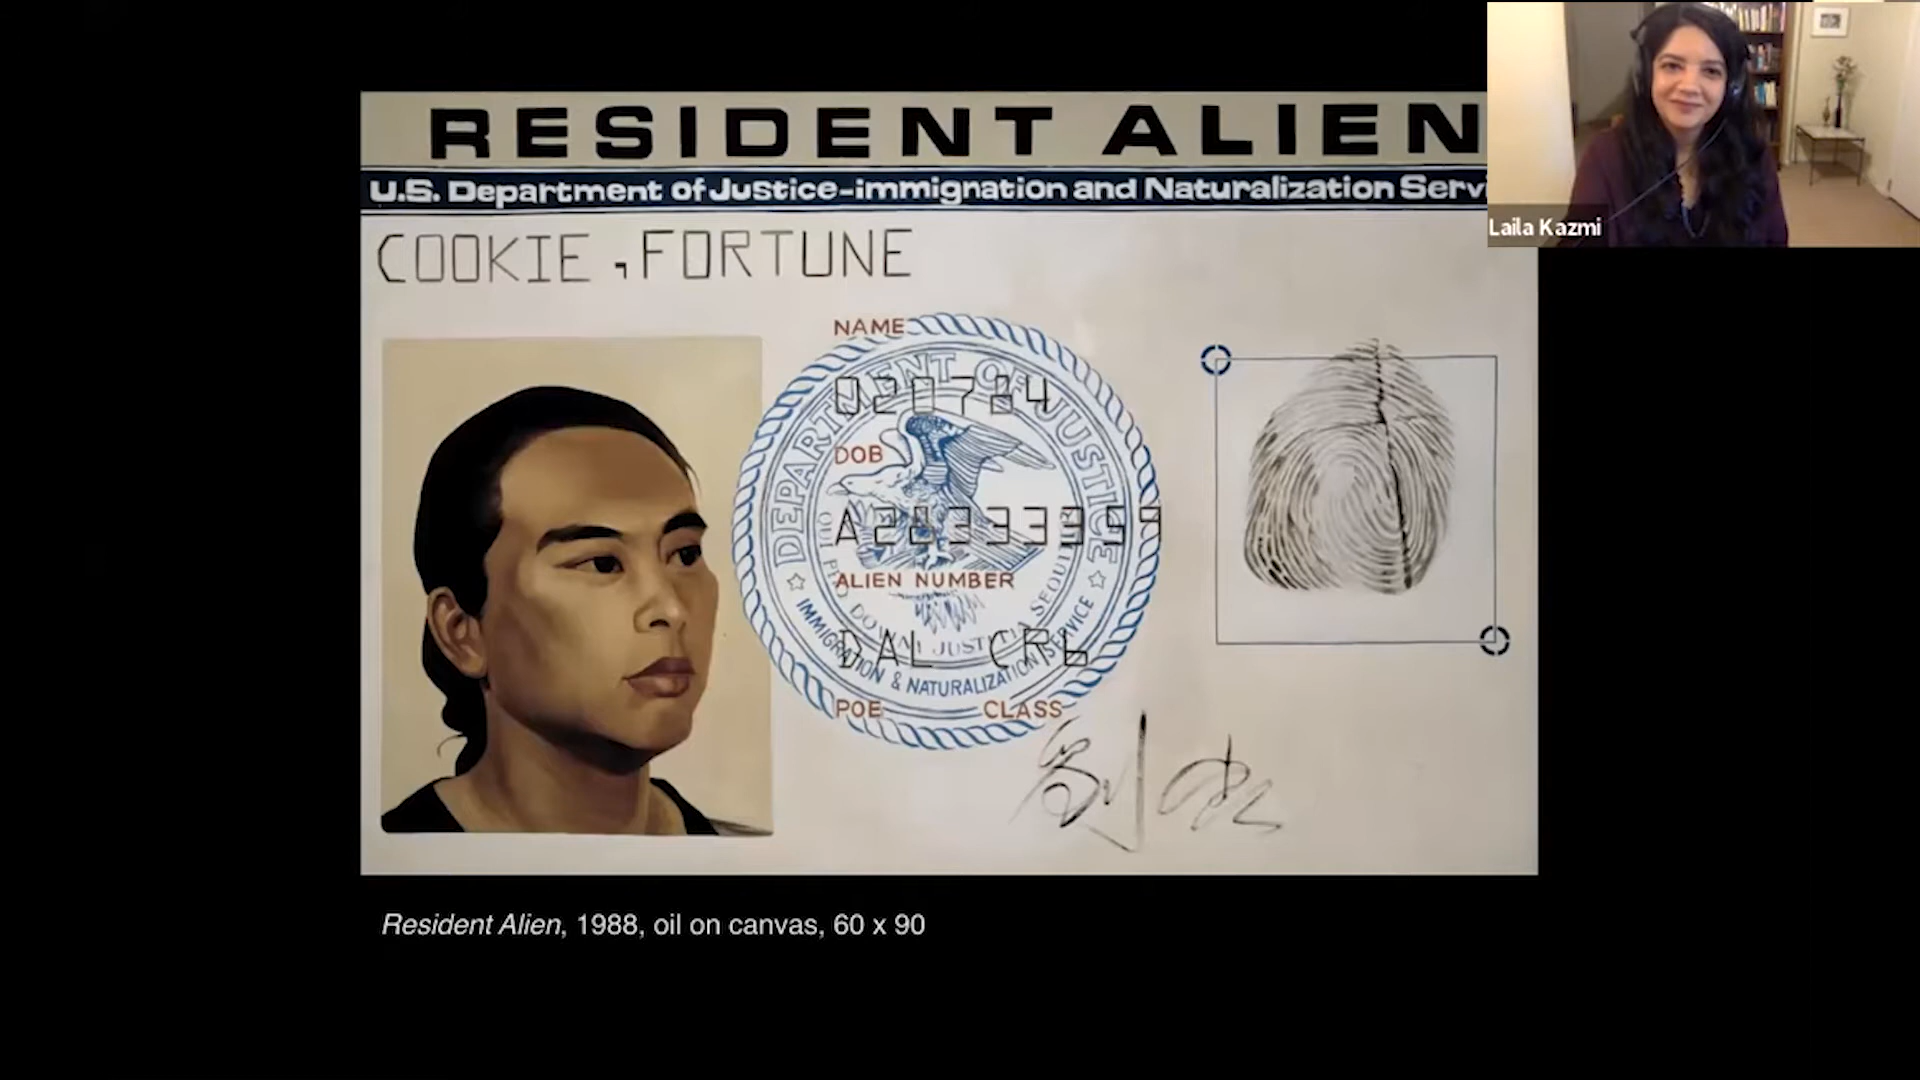 RESIDENT ALIEN
U.S. Department of Justice-immignation and Naturalization Servi
Laila Kazmi
COOKIE ,FORTUNE
NAME
020784
DOB
A28333359
ALIEN NUMBER
DAL CR6
POE CLASS
DEPARTMENT OF JUSTICE
IMMIGRATION & NATURALIZATION SERVICE
Resident Alien, 1988, oil on canvas, 60 x 90